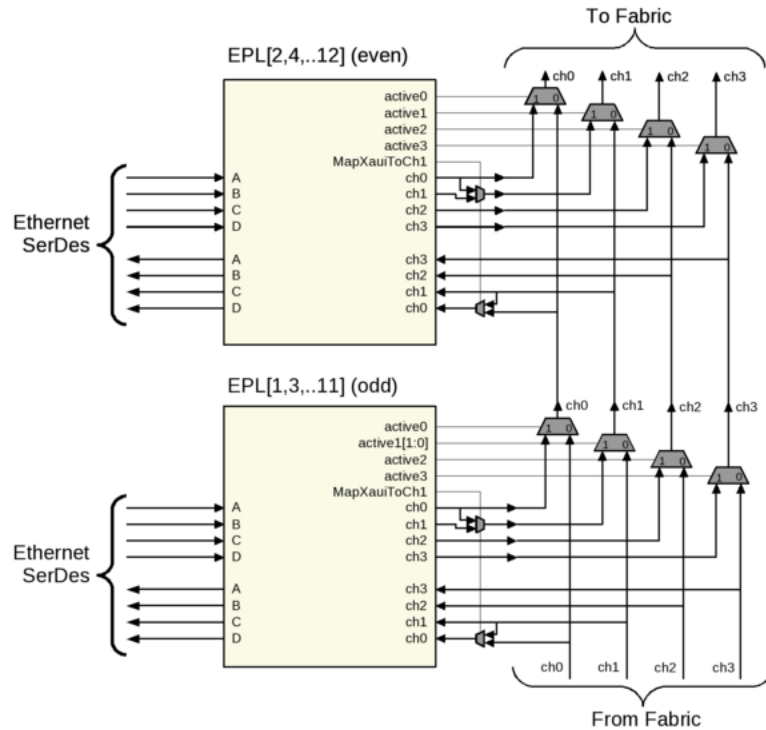 To Fabric
EPL[2,4,..12] (even)
ch0 ch1 ch2 ch3
active0
1 0
active1
1 0
active2
1 0
active3
1 0
MapXauiToCh1
A ch0
B ch1
C ch2
D ch3
Ethernet
SerDes
A ch3
B ch2
C ch1
D ch0
EPL[1,3,..11] (odd)
ch0 ch1 ch2 ch3
active0
1 0
active1[1:0]
1 0
active2
1 0
active3
1 0
MapXauiToCh1
A ch0
B ch1
C ch2
D ch3
Ethernet
SerDes
A ch3
B ch2
C ch1
D ch0
ch0 ch1 ch2 ch3
From Fabric